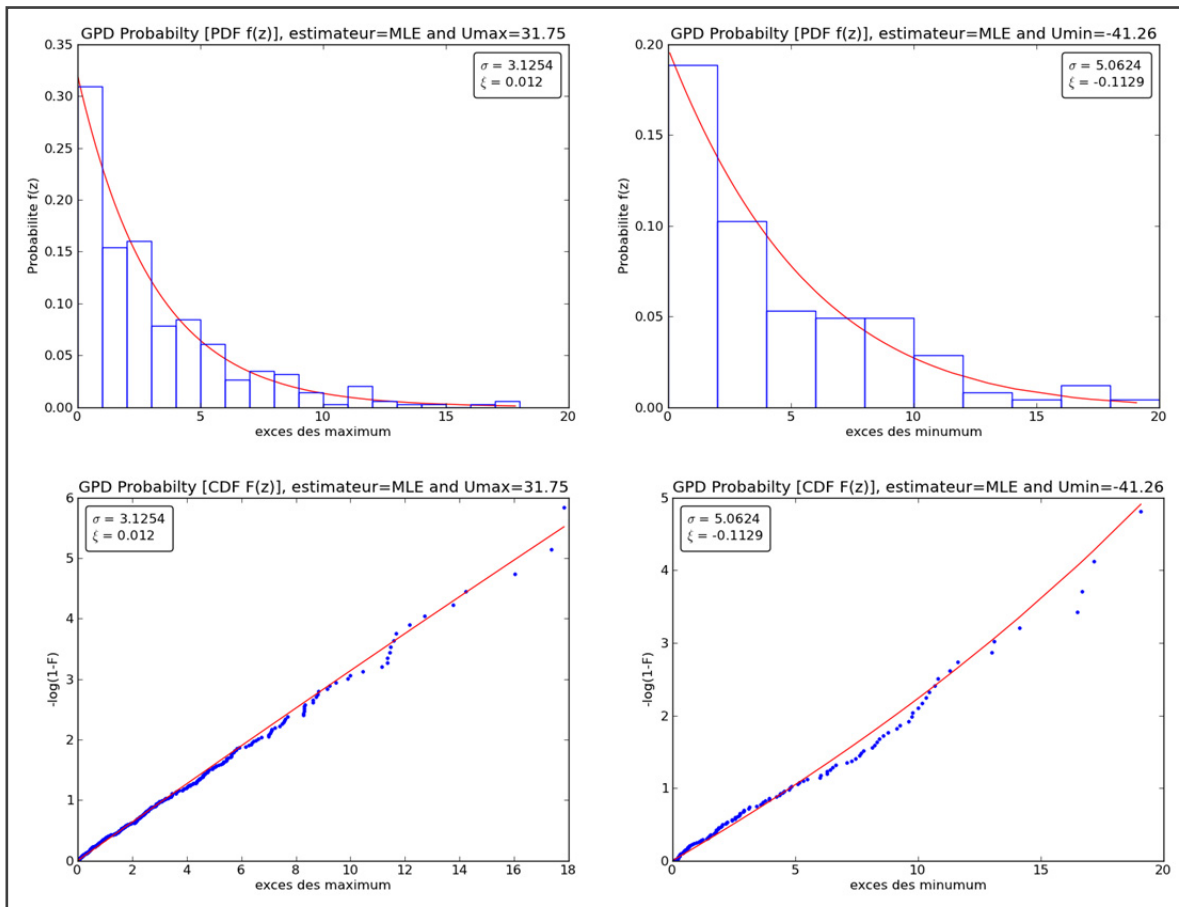 GPD Probabilty [PDF f(z)], estimateur=MLE and Umax=31.75
0.35
0.30
0.25
0.20
0.15
0.10
0.05
0.00
Probabilite f(z)
σ = 3.1254
ξ = 0.012
0 5 10 15 20
exces des maximum
GPD Probabilty [PDF f(z)], estimateur=MLE and Umin=-41.26
0.20
0.15
0.10
0.05
0.00
Probabilite f(z)
σ = 5.0624
ξ = -0.1129
0 5 10 15 20
exces des minumum
GPD Probabilty [CDF F(z)], estimateur=MLE and Umax=31.75
6
5
4
3
2
1
0
-log(1-F)
σ = 3.1254
ξ = 0.012
0 2 4 6 8 10 12 14 16 18
exces des maximum
GPD Probabilty [CDF F(z)], estimateur=MLE and Umin=-41.26
5
4
3
2
1
0
-log(1-F)
σ = 5.0624
ξ = -0.1129
0 5 10 15 20
exces des minumum